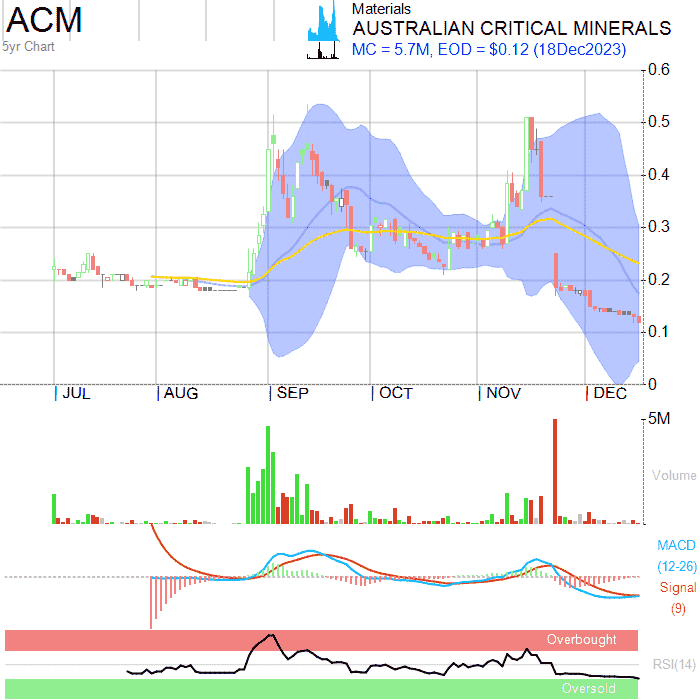 ACM
5yr Chart
Materials
AUSTRALIAN CRITICAL MINERALS
MC = 5.7M, EOD = $0.12 (18Dec2023)
0.6
0.5
0.4
0.3
0.2
0.1
0
JUL AUG SEP OCT NOV DEC
5M
Volume
MACD
(12-26)
Signal
(9)
Overbought
RSI(14)
Oversold